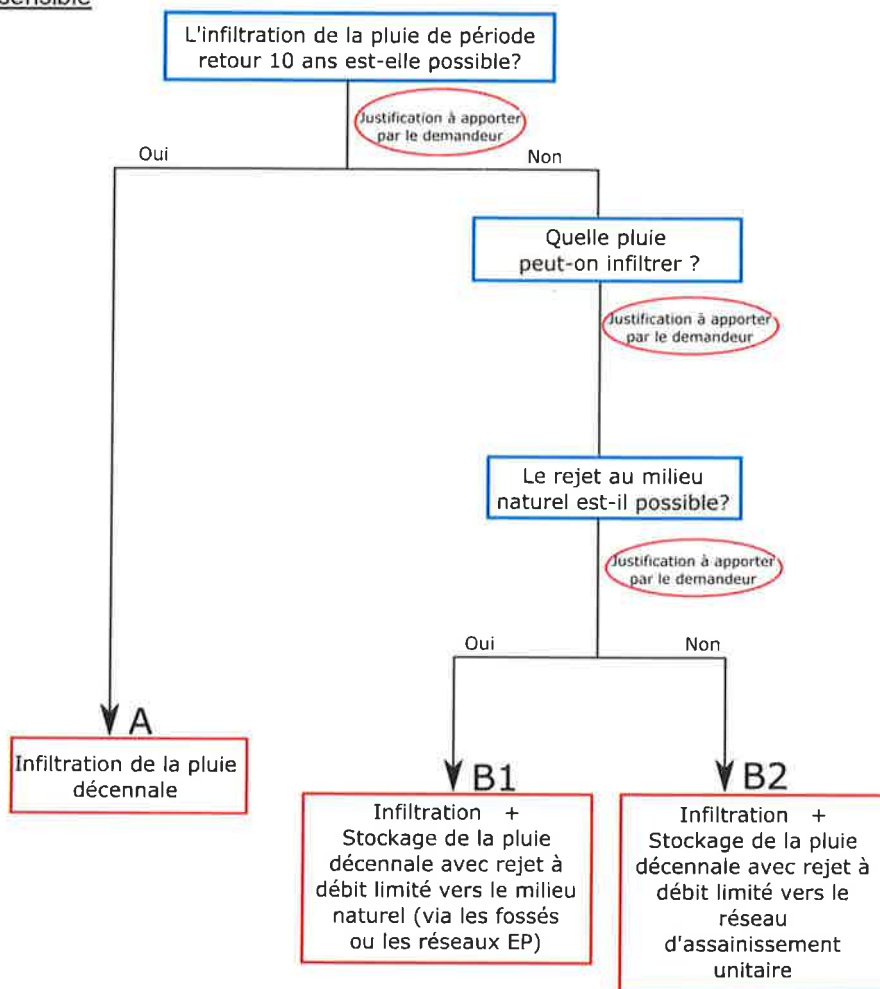 sensible
L'infiltration de la pluie de période
retour 10 ans est-elle possible?
Justification à apporter
par le demandeur
Oui
Non
Quelle pluie
peut-on infiltrer ?
Justification à apporter
par le demandeur
Le rejet au milieu
naturel est-il possible?
Justification à apporter
par le demandeur
Oui
Non
A
Infiltration de la pluie
décennale
B1
Infiltration +
Stockage de la pluie
décennale avec rejet à
débit limité vers le milieu
naturel (via les fossés
ou les réseaux EP)
B2
Infiltration +
Stockage de la pluie
décennale avec rejet à
débit limité vers le
réseau
d'assainissement
unitaire